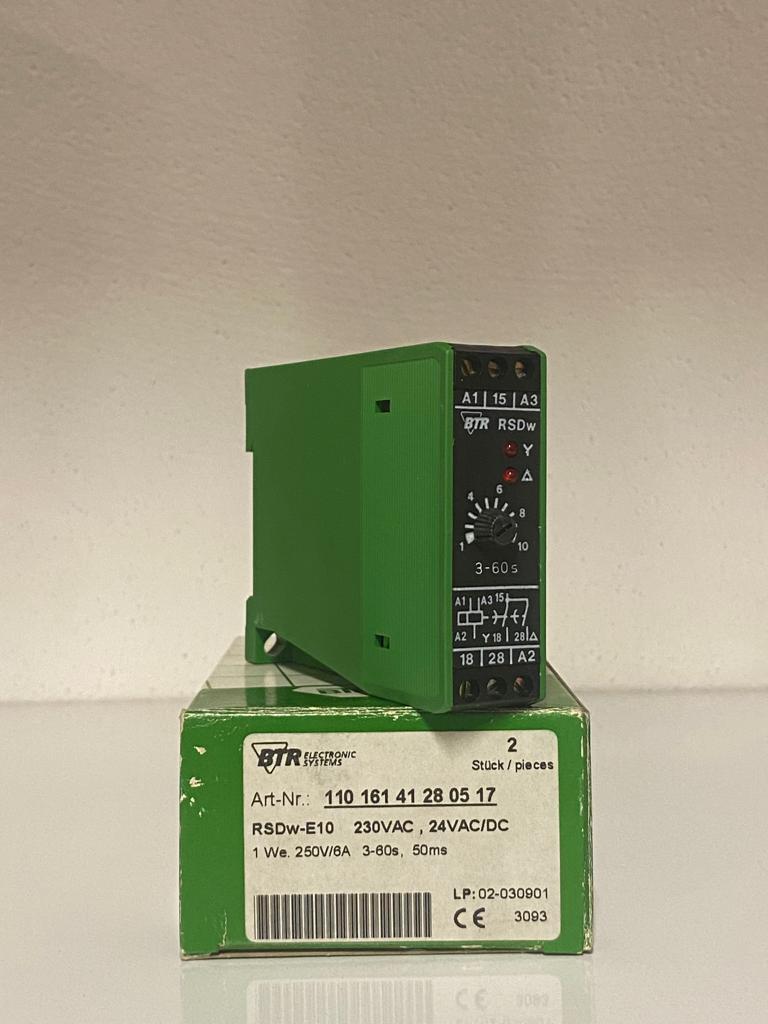 A1 | 15 | A3
BTR RSDw
Y
Δ
6
4
8
1
10
3-60s
A1 A3 15
A2 Y 18 28 Δ
18 | 28 | A2
BTR ELECTRONIC SYSTEMS
2
Stück / pieces
Art-Nr.: 110 161 41 28 05 17
RSDw-E10 230VAC , 24VAC/DC
1 We. 250V/6A 3-60s, 50ms
LP: 02-030901
CE 3093